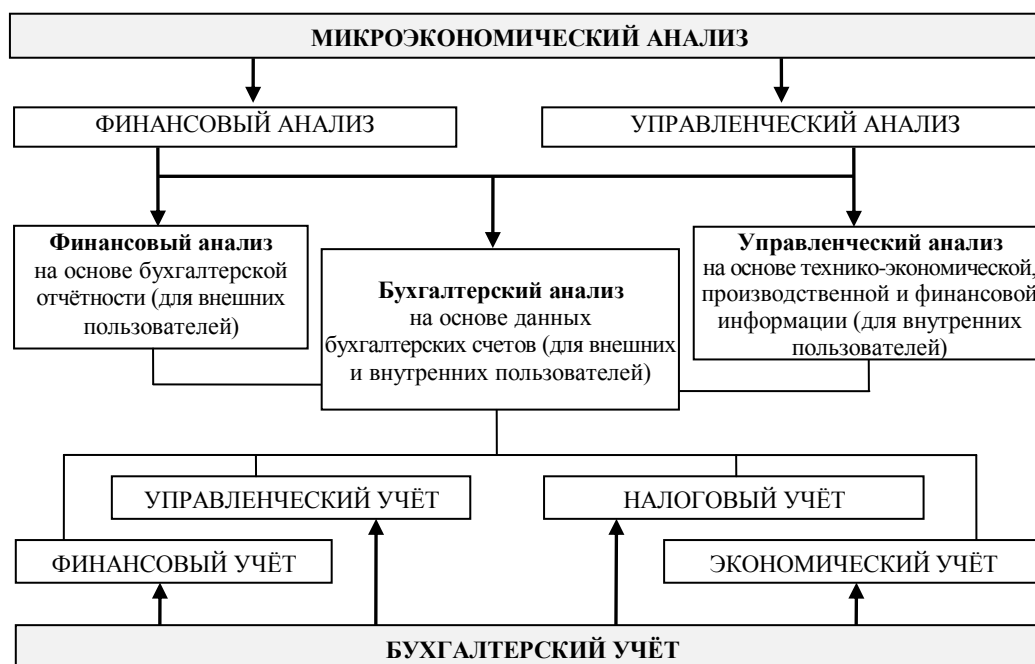 МИКРОЭКОНОМИЧЕСКИЙ АНАЛИЗ
ФИНАНСОВЫЙ АНАЛИЗ
УПРАВЛЕНЧЕСКИЙ АНАЛИЗ
Финансовый анализ
на основе бухгалтерской
отчётности (для внешних
пользователей)
Бухгалтерский анализ
на основе данных
бухгалтерских счетов (для внешних
и внутренних пользователей)
Управленческий анализ
на основе технико-экономической,
производственной и финансовой
информации (для внутренних
пользователей)
УПРАВЛЕНЧЕСКИЙ УЧЁТ
НАЛОГОВЫЙ УЧЁТ
ФИНАНСОВЫЙ УЧЁТ
ЭКОНОМИЧЕСКИЙ УЧЁТ
БУХГАЛТЕРСКИЙ УЧЁТ